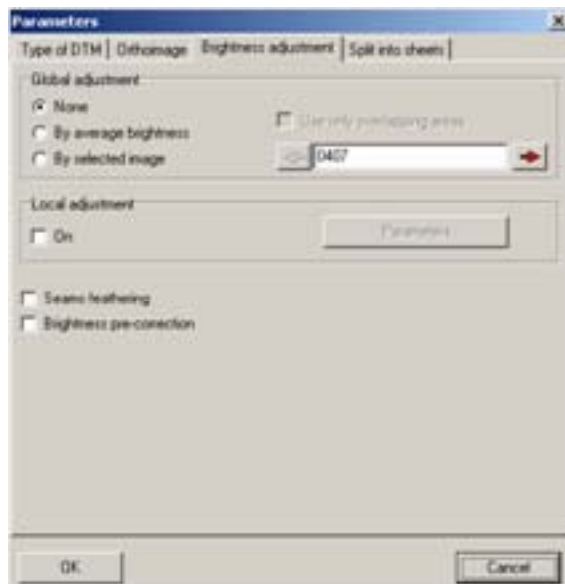 Parameters
Type of DTM Orthoimage Brightness adjustment Split into sheets
Global adjustment
None
By average brightness
Use only overlapping areas
By selected image
0407
Local adjustment
On
Parameters
Seams feathering
Brightness pre-correction
OK Cancel